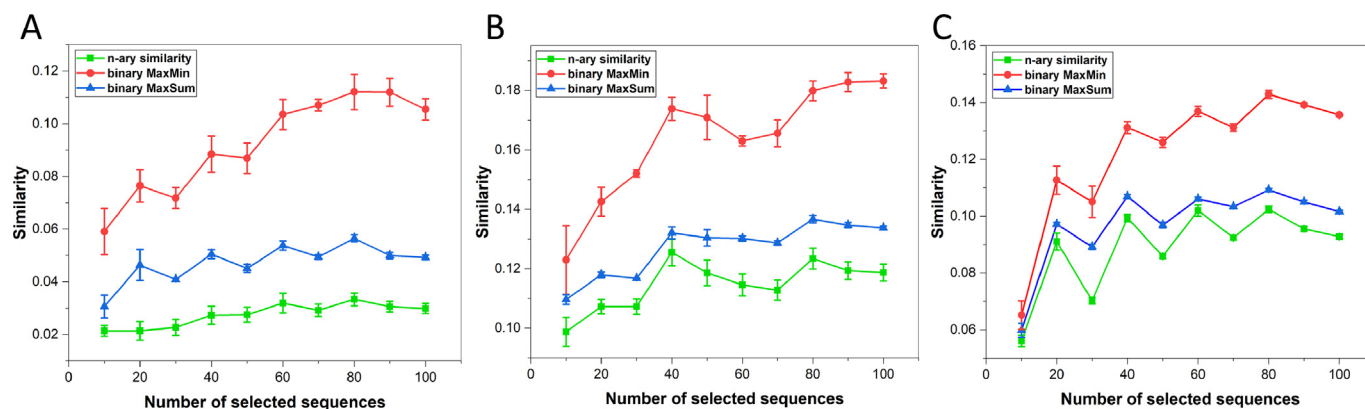 A
n-ary similarity
binary MaxMin
binary MaxSum
Similarity
0.12
0.10
0.08
0.06
0.04
0.02
0 20 40 60 80 100
Number of selected sequences
B
n-ary similarity
binary MaxMin
binary MaxSum
Similarity
0.18
0.16
0.14
0.12
0.10
0 20 40 60 80 100
Number of selected sequences
C
n-ary similarity
binary MaxMin
binary MaxSum
Similarity
0.16
0.14
0.12
0.10
0.08
0.06
0 20 40 60 80 100
Number of selected sequences